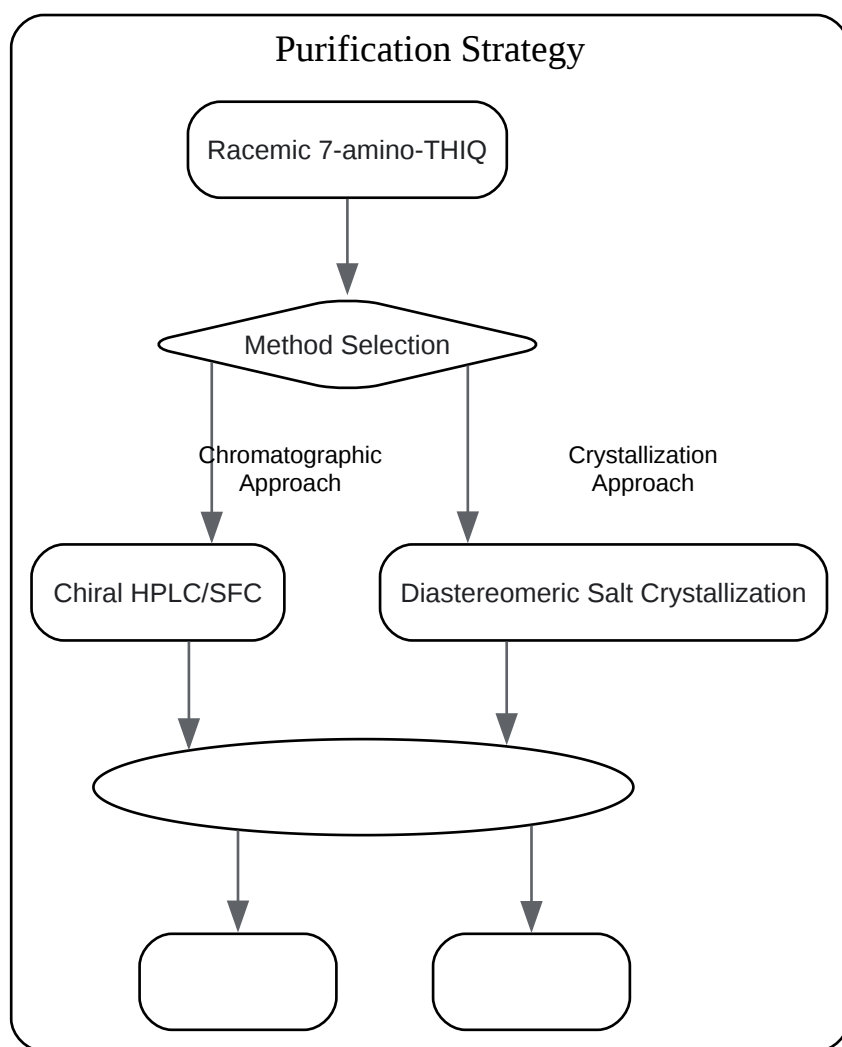 Purification Strategy
Racemic 7-amino-THIQ
Method Selection
Chromatographic
Approach
Crystallization
Approach
Chiral HPLC/SFC
Diastereomeric Salt Crystallization